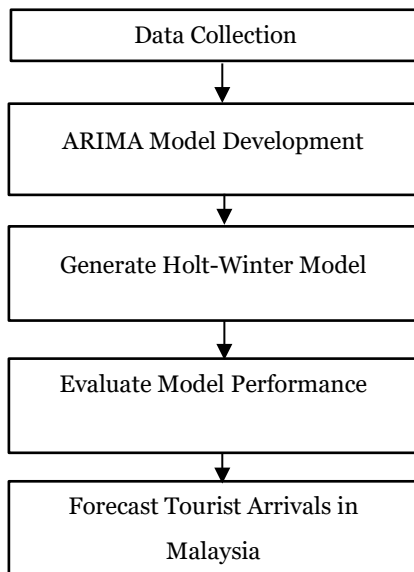 Data Collection
ARIMA Model Development
Generate Holt-Winter Model
Evaluate Model Performance
Forecast Tourist Arrivals in
Malaysia